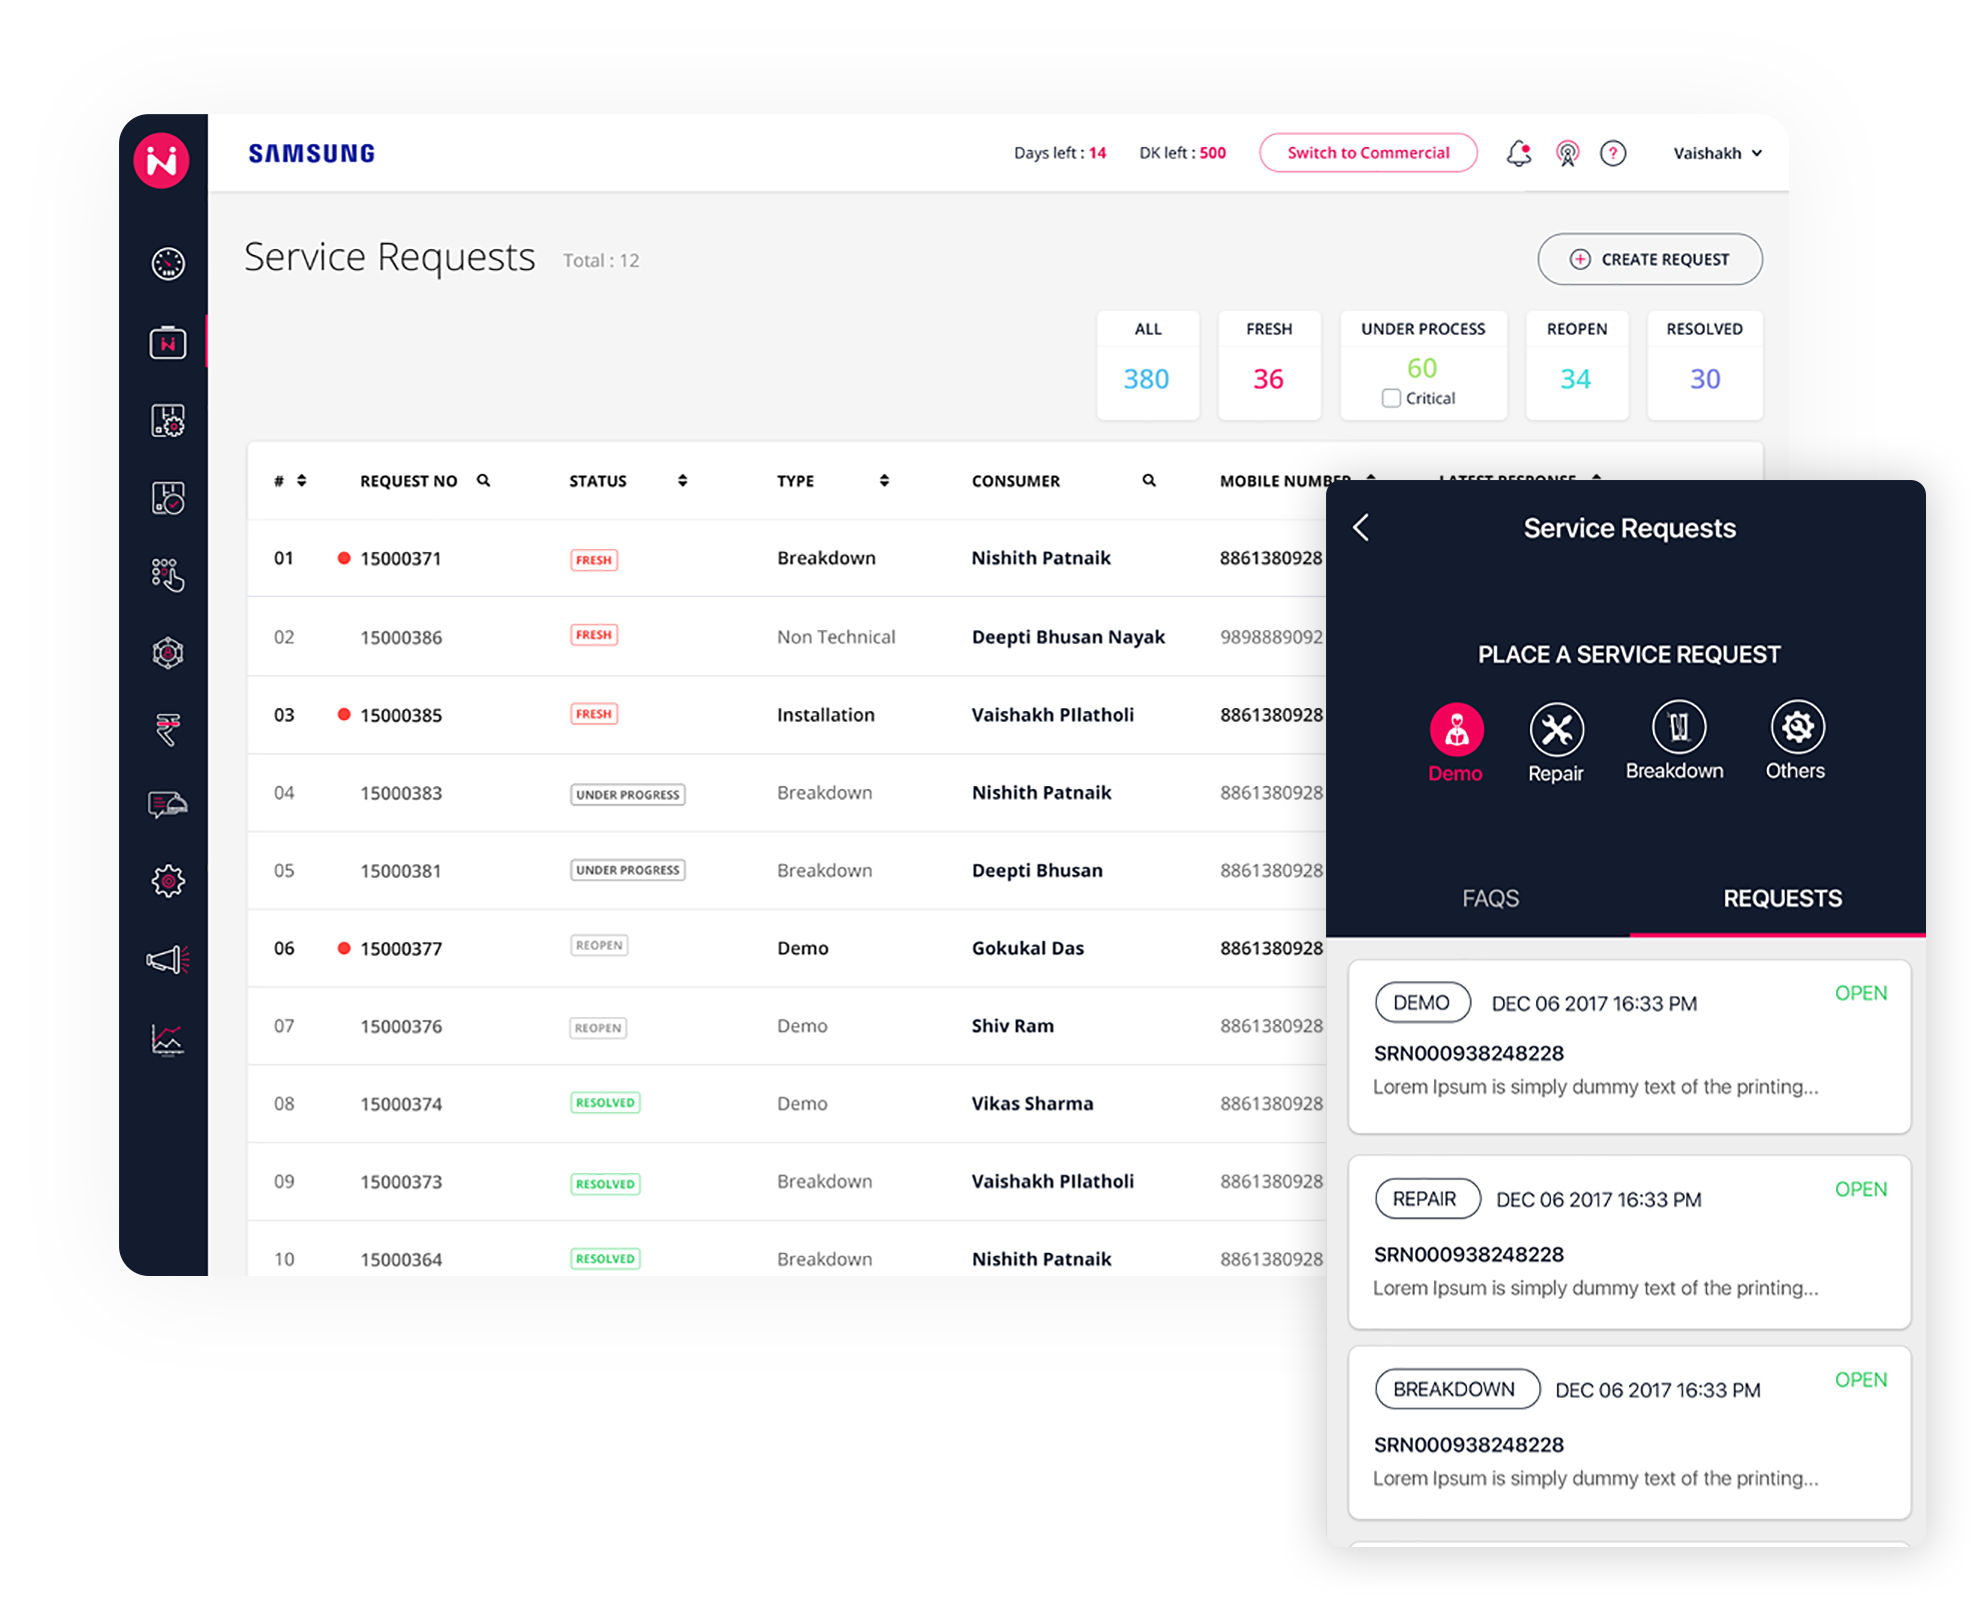 SAMSUNG
Days left : 14 DK left : 500 Switch to Commercial ? Vaishakh
Service Requests Total : 12
CREATE REQUEST
ALL FRESH UNDER PROCESS REOPEN RESOLVED
380 36 60 34 30
Critical
# REQUEST NO STATUS TYPE CONSUMER MOBILE NUMBER LATEST RESPONSE
01 15000371 FRESH Breakdown Nishith Patnaik 8861380928
02 15000386 FRESH Non Technical Deepti Bhusan Nayak 9898889092
03 15000385 FRESH Installation Vaishakh PIlatholi 8861380928
04 15000383 UNDER PROGRESS Breakdown Nishith Patnaik 8861380928
05 15000381 UNDER PROGRESS Breakdown Deepti Bhusan 8861380928
06 15000377 REOPEN Demo Gokukal Das 8861380928
07 15000376 REOPEN Demo Shiv Ram 8861380928
08 15000374 RESOLVED Demo Vikas Sharma 8861380928
09 15000373 RESOLVED Breakdown Vaishakh PIlatholi 8861380928
10 15000364 RESOLVED Breakdown Nishith Patnaik 8861380928
Service Requests
PLACE A SERVICE REQUEST
Demo Repair Breakdown Others
FAQS REQUESTS
DEMO DEC 06 2017 16:33 PM OPEN
SRN000938248228
Lorem Ipsum is simply dummy text of the printing...
REPAIR DEC 06 2017 16:33 PM OPEN
SRN000938248228
Lorem Ipsum is simply dummy text of the printing...
BREAKDOWN DEC 06 2017 16:33 PM OPEN
SRN000938248228
Lorem Ipsum is simply dummy text of the printing...